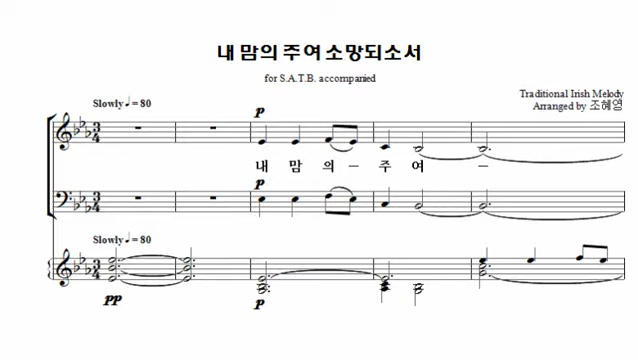 내 맘의 주여 소망되소서
for S.A.T.B. accompanied
Traditional Irish Melody
Arranged by 조혜영
Slowly ♩= 80
p
내 맘 의 - 주 여 -
p
Slowly ♩= 80
pp
p